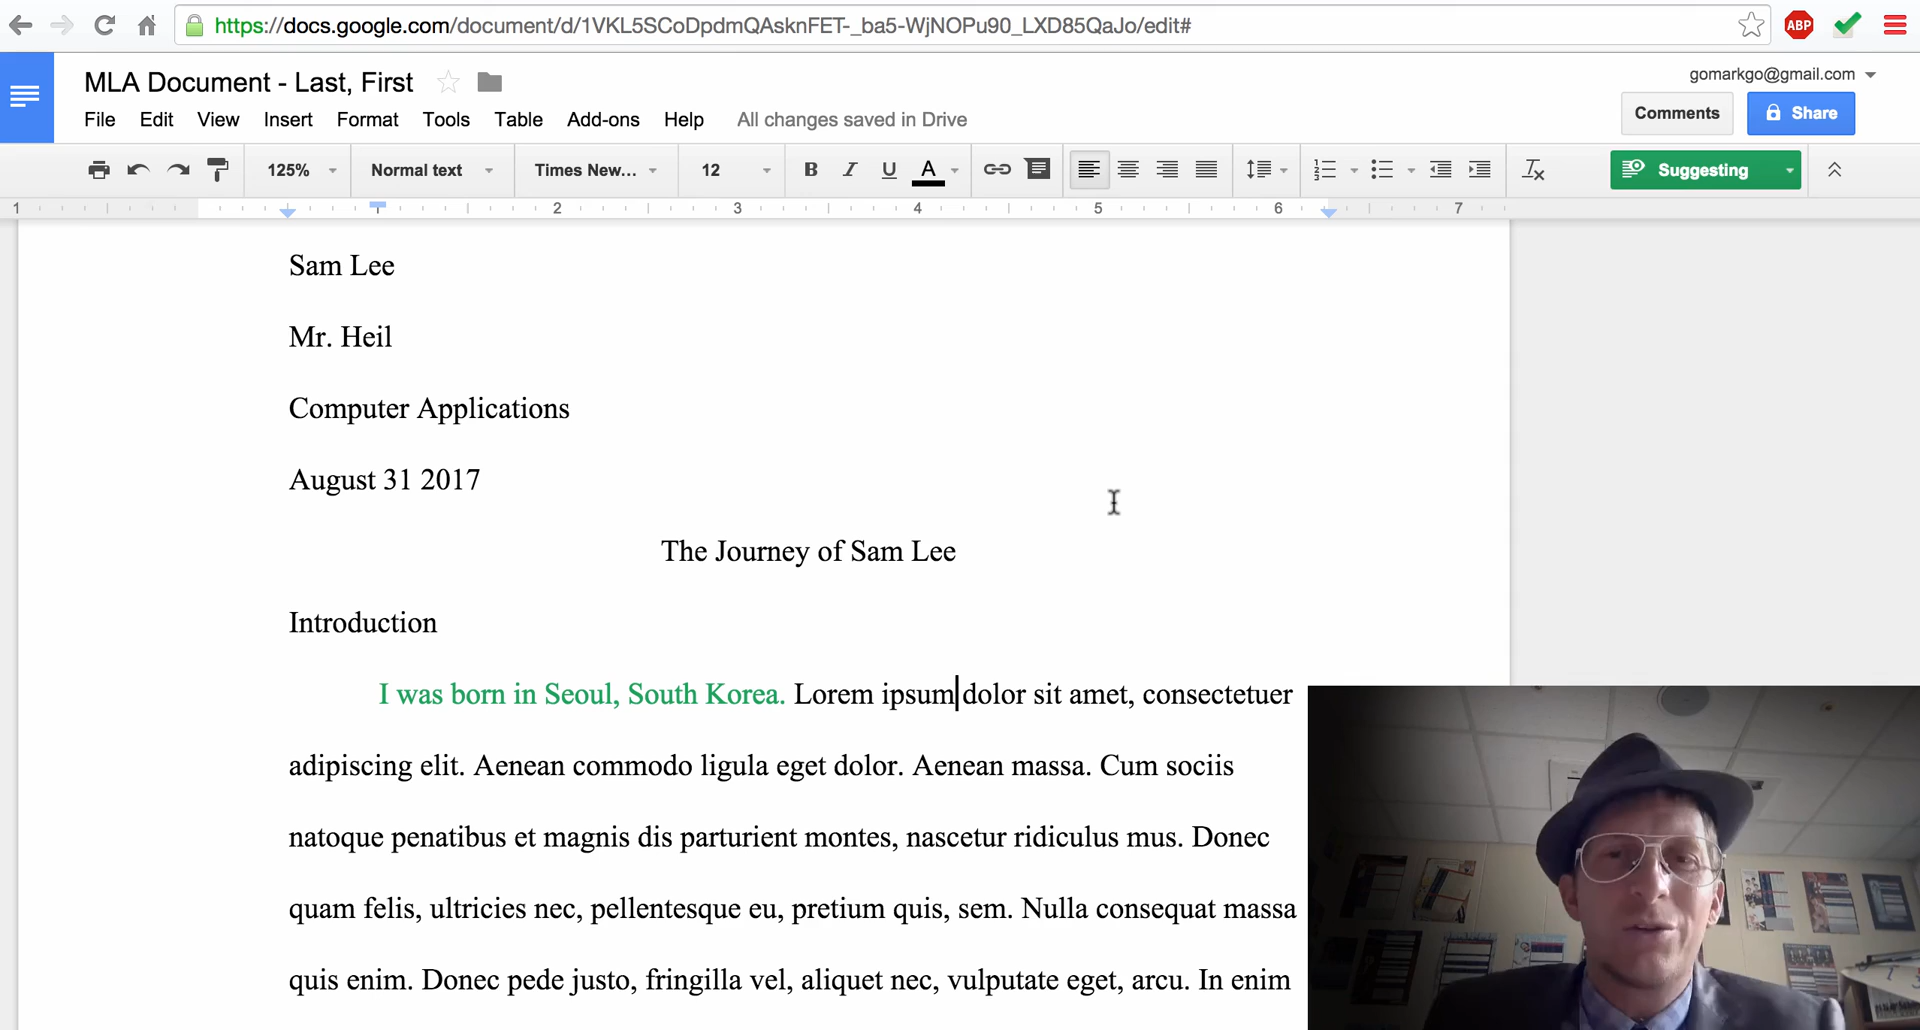 https://docs.google.com/document/d/1VKL5SCoDpdmQAsknFET-_ba5-WjNOPu90_LXD85QaJo/edit#
ABP
MLA Document - Last, First
gomarkgo@gmail.com
File Edit View Insert Format Tools Table Add-ons Help All changes saved in Drive
Comments Share
125% Normal text Times New... 12 B I U A Suggesting
1 2 3 4 5 6 7
Sam Lee
Mr. Heil
Computer Applications
August 31 2017
The Journey of Sam Lee
Introduction
I was born in Seoul, South Korea. Lorem ipsum dolor sit amet, consectetuer
adipiscing elit. Aenean commodo ligula eget dolor. Aenean massa. Cum sociis
natoque penatibus et magnis dis parturient montes, nascetur ridiculus mus. Donec
quam felis, ultricies nec, pellentesque eu, pretium quis, sem. Nulla consequat massa
quis enim. Donec pede justo, fringilla vel, aliquet nec, vulputate eget, arcu. In enim